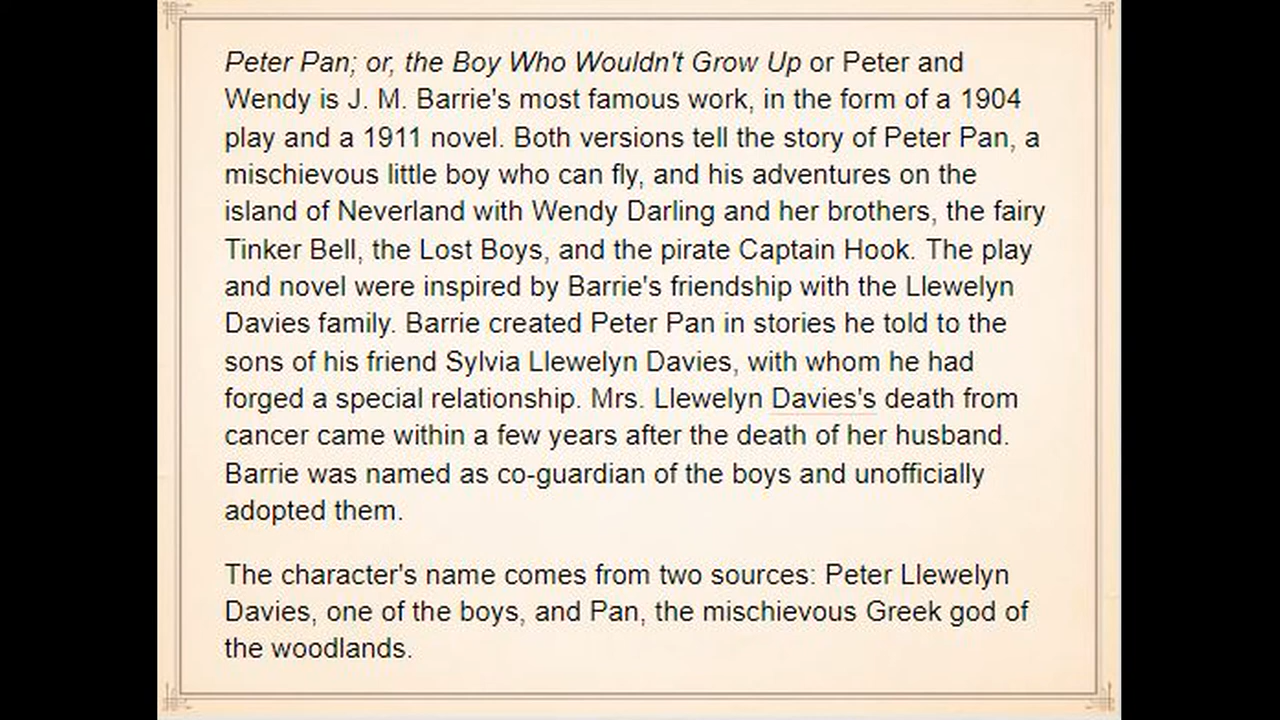 Peter Pan; or, the Boy Who Wouldn't Grow Up or Peter and
Wendy is J. M. Barrie's most famous work, in the form of a 1904
play and a 1911 novel. Both versions tell the story of Peter Pan, a
mischievous little boy who can fly, and his adventures on the
island of Neverland with Wendy Darling and her brothers, the fairy
Tinker Bell, the Lost Boys, and the pirate Captain Hook. The play
and novel were inspired by Barrie's friendship with the Llewelyn
Davies family. Barrie created Peter Pan in stories he told to the
sons of his friend Sylvia Llewelyn Davies, with whom he had
forged a special relationship. Mrs. Llewelyn Davies's death from
cancer came within a few years after the death of her husband.
Barrie was named as co-guardian of the boys and unofficially
adopted them.
The character's name comes from two sources: Peter Llewelyn
Davies, one of the boys, and Pan, the mischievous Greek god of
the woodlands.